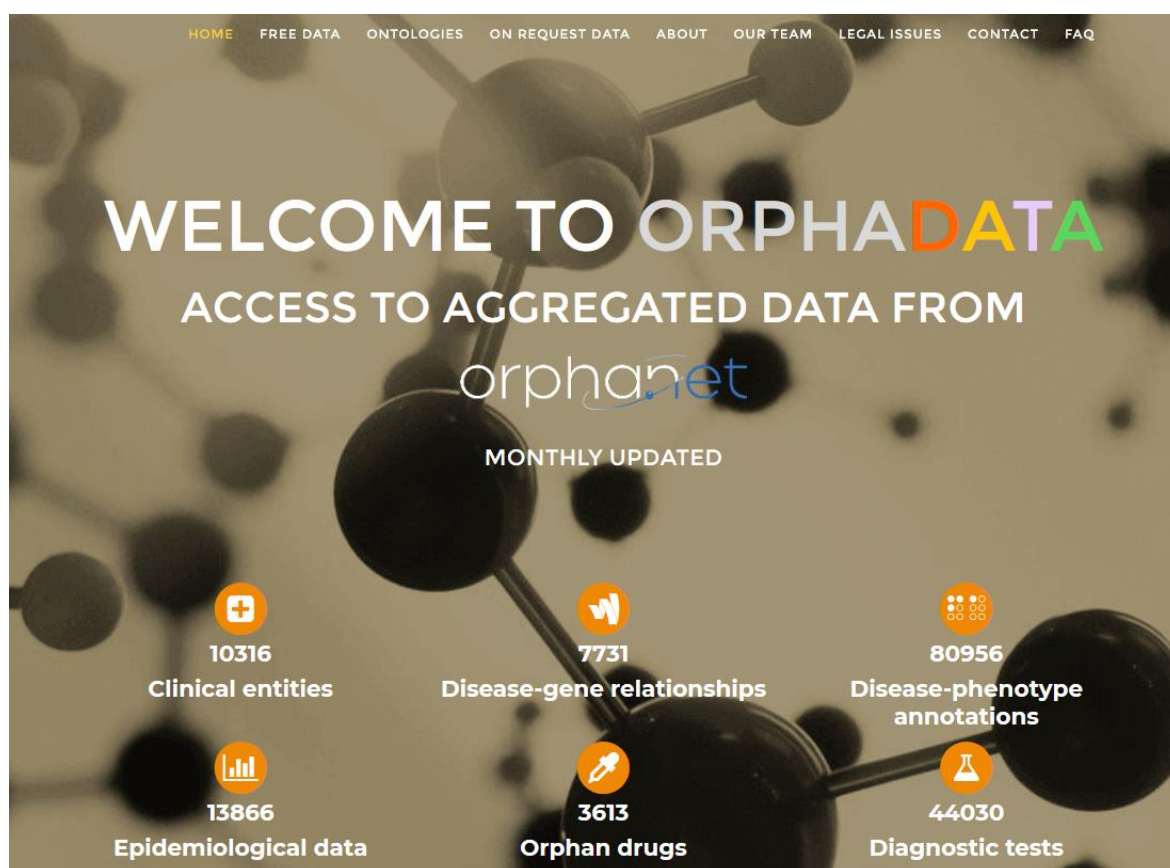 HOME FREE DATA ONTOLOGIES ON REQUEST DATA ABOUT OUR TEAM LEGAL ISSUES CONTACT FAQ
WELCOME TO ORPHADATA
ACCESS TO AGGREGATED DATA FROM
orphanet
MONTHLY UPDATED
10316
Clinical entities
7731
Disease-gene relationships
80956
Disease-phenotype
annotations
13866
Epidemiological data
3613
Orphan drugs
44030
Diagnostic tests